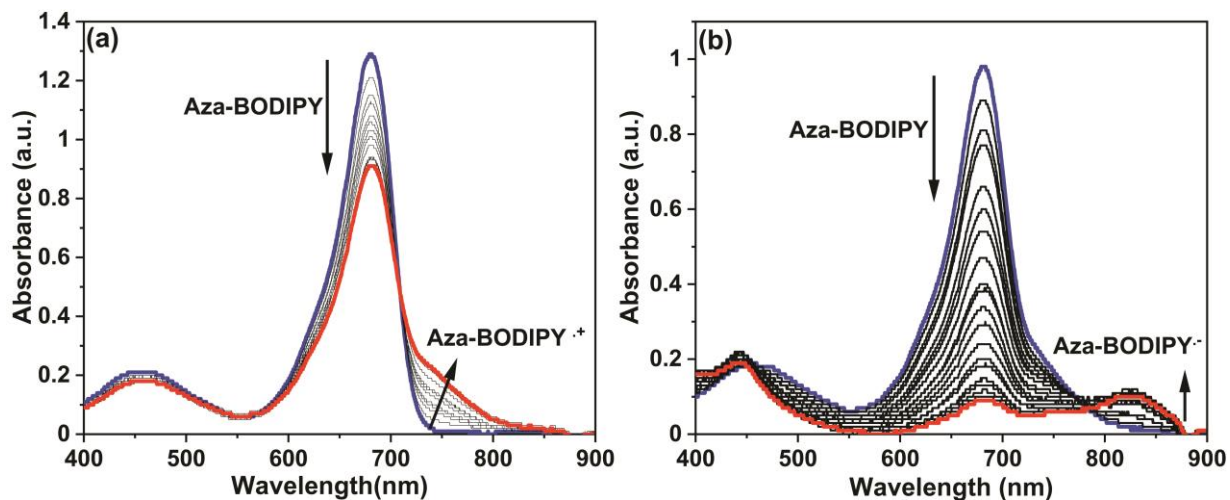 (a)
Aza-BODIPY
Aza-BODIPY .+
Absorbance (a.u.)
1.4
1.2
1
0.8
0.6
0.4
0.2
0
400 500 600 700 800 900
Wavelength(nm)
(b)
Aza-BODIPY
Aza-BODIPY.-
Absorbance (a.u.)
1
0.8
0.6
0.4
0.2
0
400 500 600 700 800 900
Wavelength (nm)